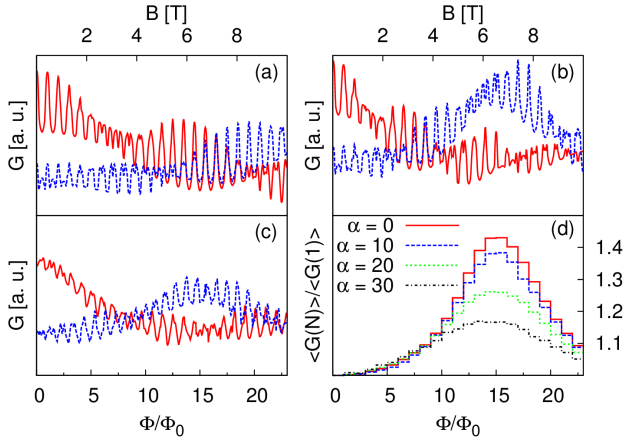 B [T]
B [T]
2 4 6 8
2 4 6 8
(a)
(b)
G [a. u.]
G [a. u.]
(c)
(d)
G [a. u.]
<G(N)>/<G(1)>
α = 0
α = 10
α = 20
α = 30
1.4
1.3
1.2
1.1
0 5 10 15 20
0 5 10 15 20
Φ/Φ0
Φ/Φ0